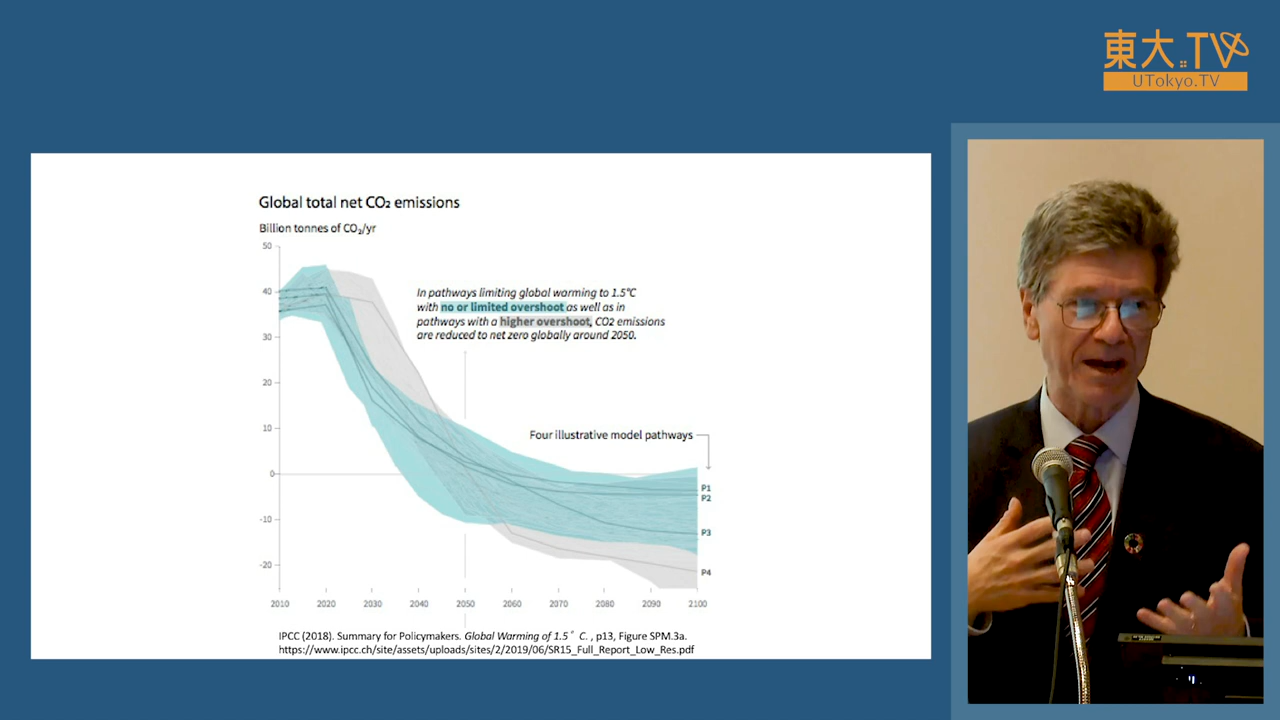 東大.TV
UTokyo.TV
Global total net CO₂ emissions
Billion tonnes of CO₂/yr
50
40
30
20
10
0
-10
-20
In pathways limiting global warming to 1.5°C
with no or limited overshoot as well as in
pathways with a higher overshoot, CO2 emissions
are reduced to net zero globally around 2050.
Four illustrative model pathways
P1
P2
P3
P4
2010 2020 2030 2040 2050 2060 2070 2080 2090 2100
IPCC (2018). Summary for Policymakers. Global Warming of 1.5 ° C. , p13, Figure SPM.3a.
https://www.ipcc.ch/site/assets/uploads/sites/2/2019/06/SR15_Full_Report_Low_Res.pdf